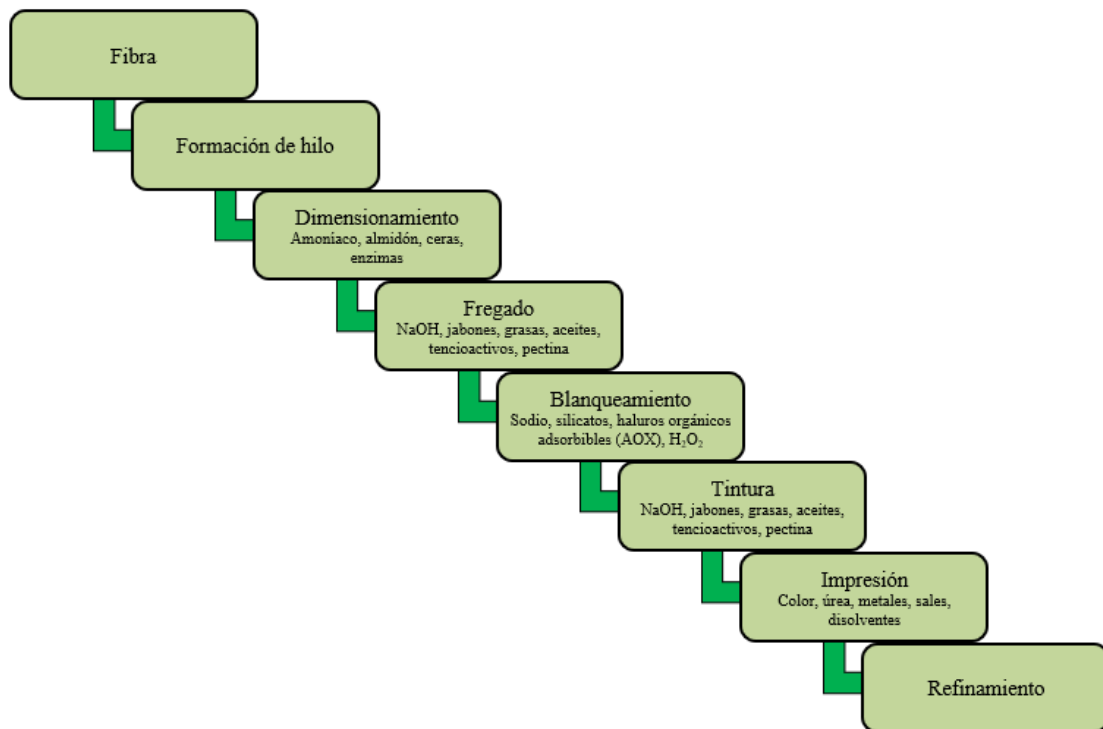 Fibra
Formación de hilo
Dimensionamiento
Amoníaco, almidón, ceras,
enzimas
Fregado
NaOH, jabones, grasas, aceites,
tencioactivos, pectina
Blanqueamiento
Sodio, silicatos, haluros orgánicos
adsorbibles (AOX), H₂O₂
Tintura
NaOH, jabones, grasas, aceites,
tencioactivos, pectina
Impresión
Color, úrea, metales, sales,
disolventes
Refinamiento